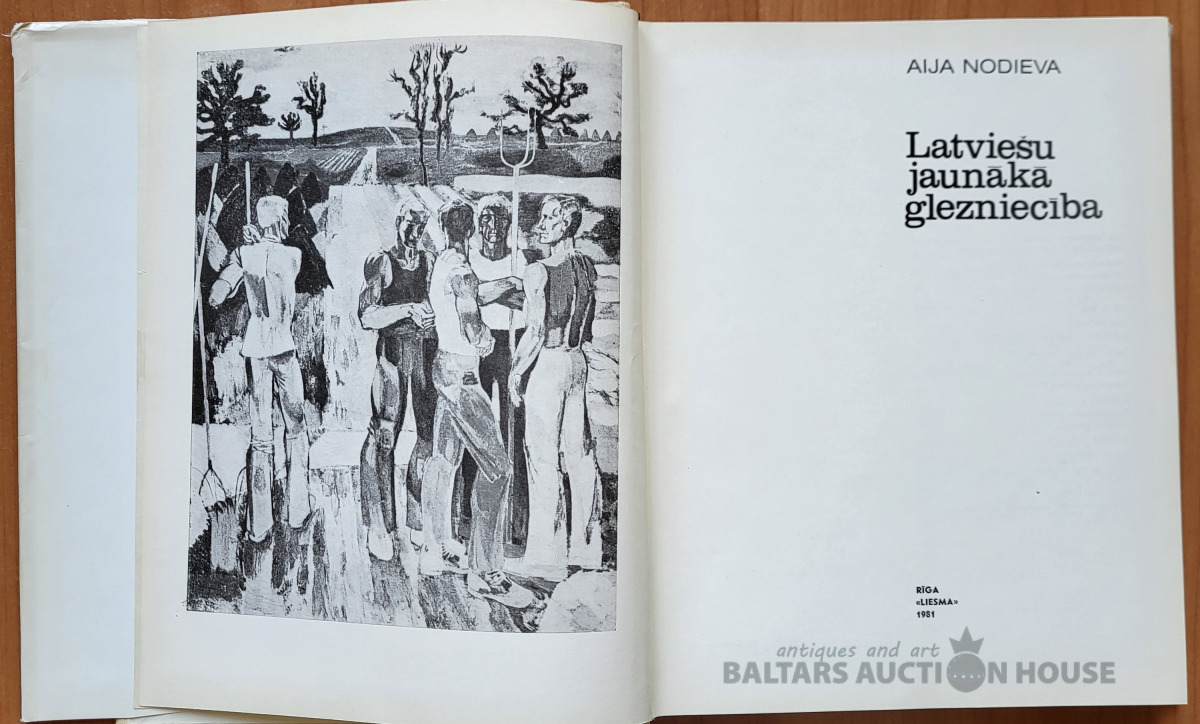 AIJA NODIEVA
Latviešu
jaunākā
glezniecība
RĪGA
«LIESMA»
1981
antiques and art
BALTARS AUCTION HOUSE